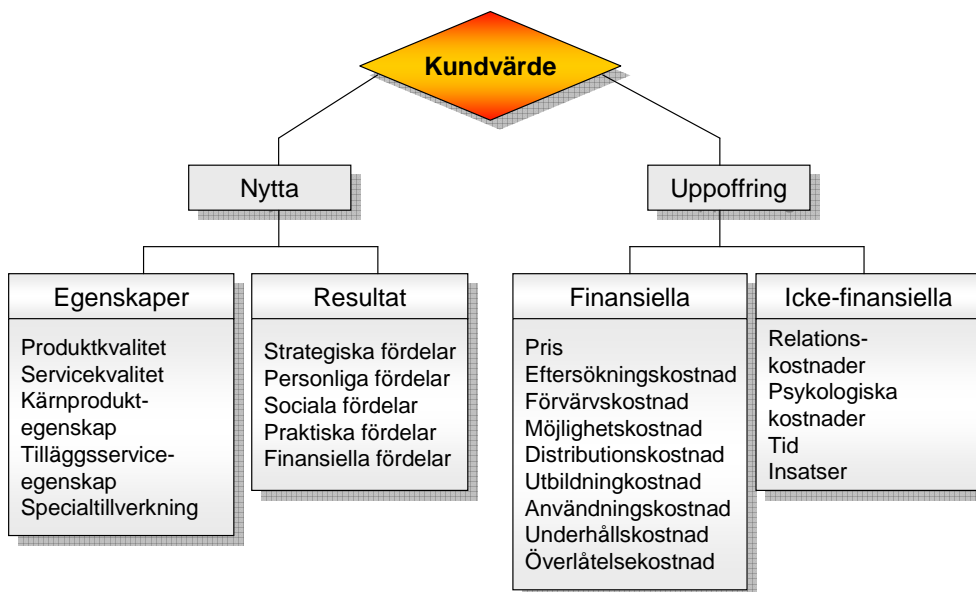 Kundvärde
Nytta
Uppoffring
Egenskaper
Produktkvalitet
Servicekvalitet
Kärnprodukt-
egenskap
Tilläggsservice-
egenskap
Specialtillverkning
Resultat
Strategiska fördelar
Personliga fördelar
Sociala fördelar
Praktiska fördelar
Finansiella fördelar
Finansiella
Pris
Eftersökningskostnad
Förvärvskostnad
Möjlighetskostnad
Distributionskostnad
Utbildningkostnad
Användningskostnad
Underhållskostnad
Överlåtelsekostnad
Icke-finansiella
Relations-
kostnader
Psykologiska
kostnader
Tid
Insatser